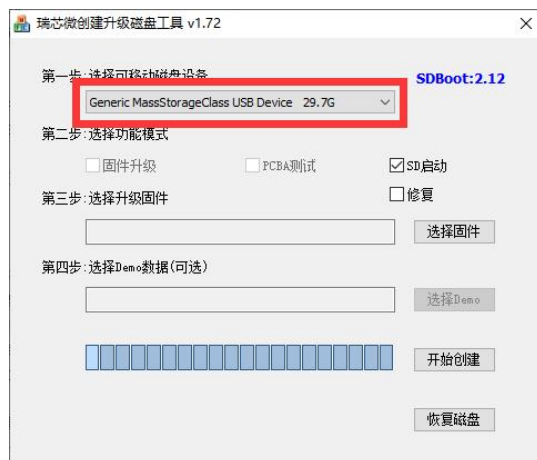 瑞芯微创建升级磁盘工具 v1.72
第一步:选择可移动磁盘设备
SDBoot:2.12
Generic MassStorageClass USB Device 29.7G
第二步:选择功能模式
固件升级
PCBA测试
SD启动
第三步:选择升级固件
修复
选择固件
第四步:选择Demo数据(可选)
选择Demo
开始创建
恢复磁盘